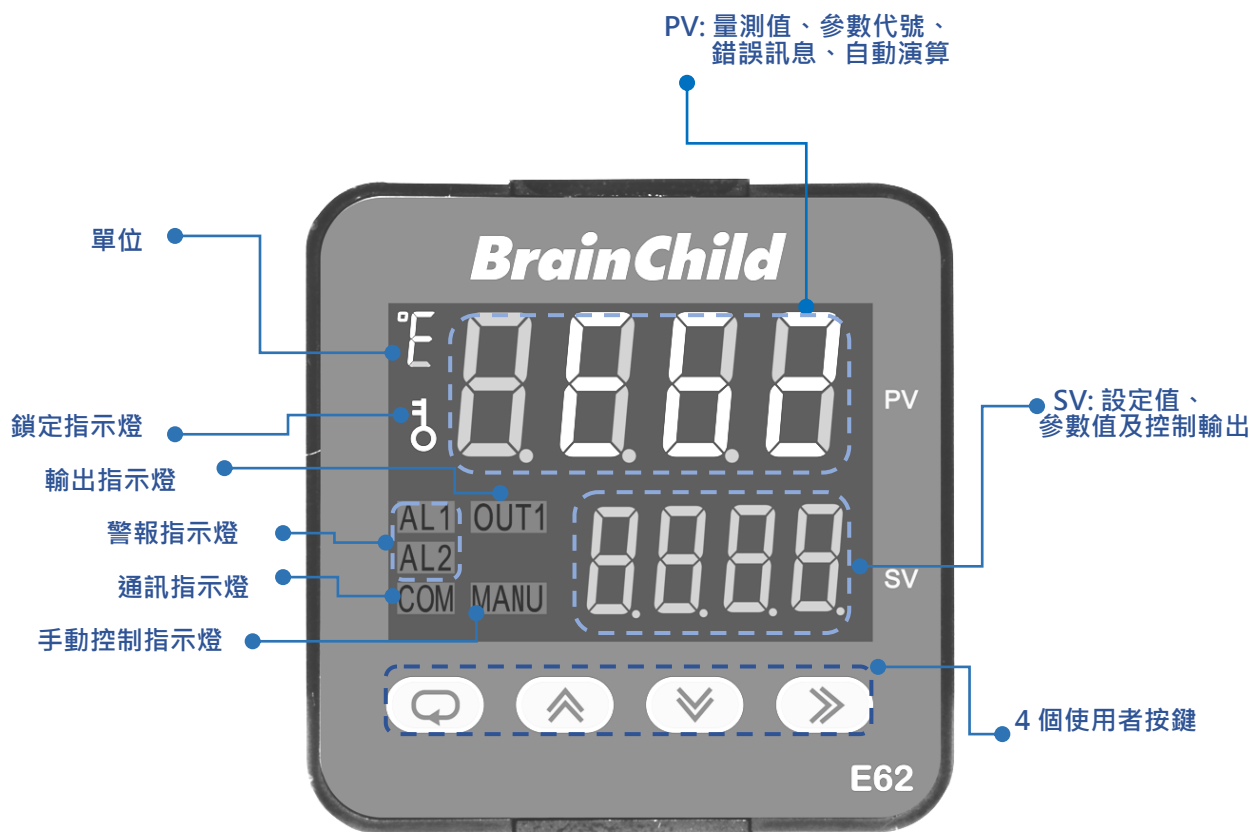 PV: 量測值、參數代號、
錯誤訊息、自動演算
單位
BrainChild
°E
PV
鎖定指示燈
SV: 設定值、
參數值及控制輸出
輸出指示燈
AL1 OUT1
警報指示燈
AL2
通訊指示燈
COM MANU
SV
手動控制指示燈
4 個使用者按鍵
E62